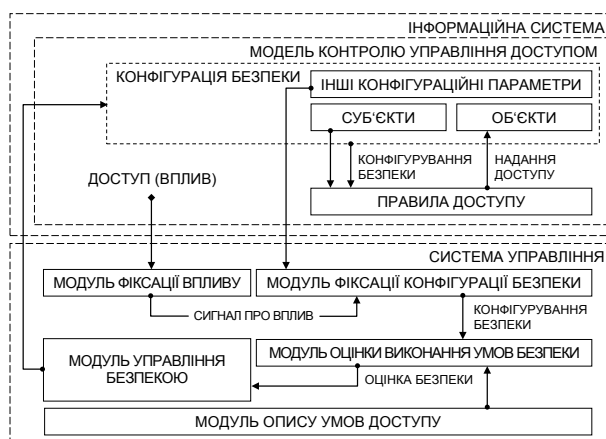 ІНФОРМАЦІЙНА СИСТЕМА
МОДЕЛЬ КОНТРОЛЮ УПРАВЛІННЯ ДОСТУПОМ
КОНФІГУРАЦІЯ БЕЗПЕКИ
ІНШІ КОНФІГУРАЦІЙНІ ПАРАМЕТРИ
СУБ‘ЄКТИ
ОБ‘ЄКТИ
КОНФІГУРУВАННЯ
БЕЗПЕКИ
НАДАННЯ
ДОСТУПУ
ДОСТУП (ВПЛИВ)
ПРАВИЛА ДОСТУПУ
СИСТЕМА УПРАВЛІННЯ
МОДУЛЬ ФІКСАЦІЇ ВПЛИВУ
МОДУЛЬ ФІКСАЦІЇ КОНФІГУРАЦІЇ БЕЗПЕКИ
СИГНАЛ ПРО ВПЛИВ
КОНФІГУРУВАННЯ
БЕЗПЕКИ
МОДУЛЬ УПРАВЛІННЯ
БЕЗПЕКОЮ
МОДУЛЬ ОЦІНКИ ВИКОНАННЯ УМОВ БЕЗПЕКИ
ОЦІНКА БЕЗПЕКИ
МОДУЛЬ ОПИСУ УМОВ ДОСТУПУ